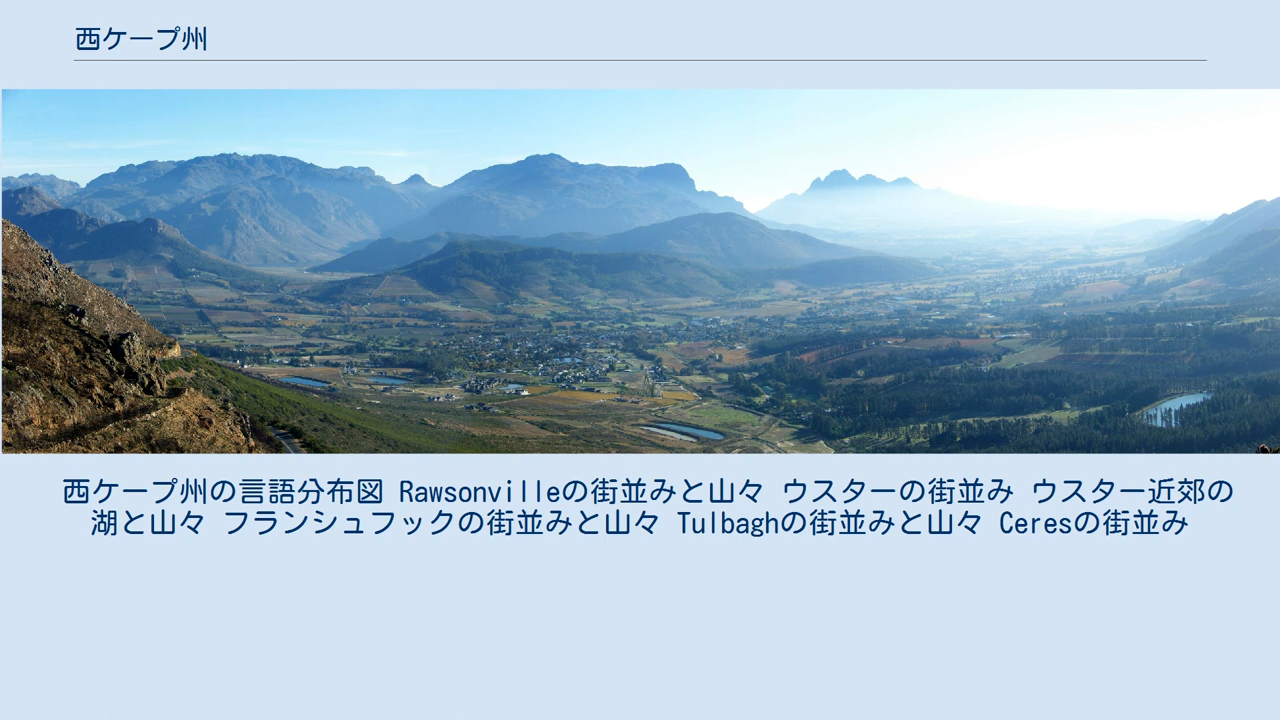 西ケープ州
西ケープ州の言語分布図 Rawsonvilleの街並みと山々 ウスターの街並み ウスター近郊の
湖と山々 フランシュフックの街並みと山々 Tulbaghの街並みと山々 Ceresの街並み